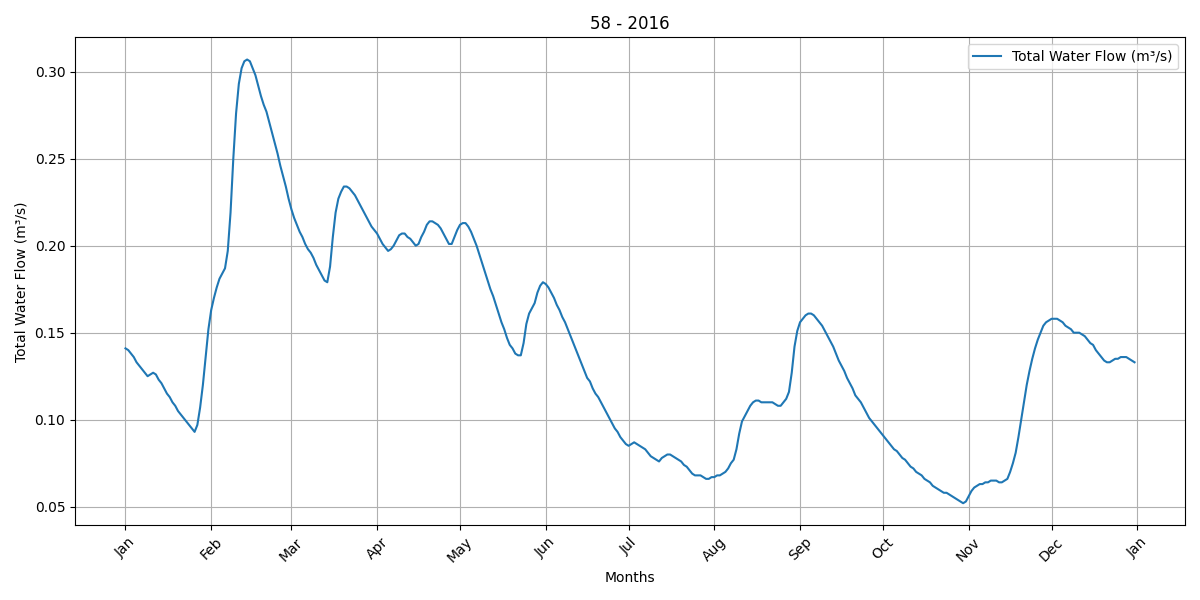 58 - 2016
Total Water Flow (m³/s)
Total Water Flow (m³/s)
0.30
0.25
0.20
0.15
0.10
0.05
Jan
Feb
Mar
Apr
May
Jun
Jul
Aug
Sep
Oct
Nov
Dec
Jan
Months